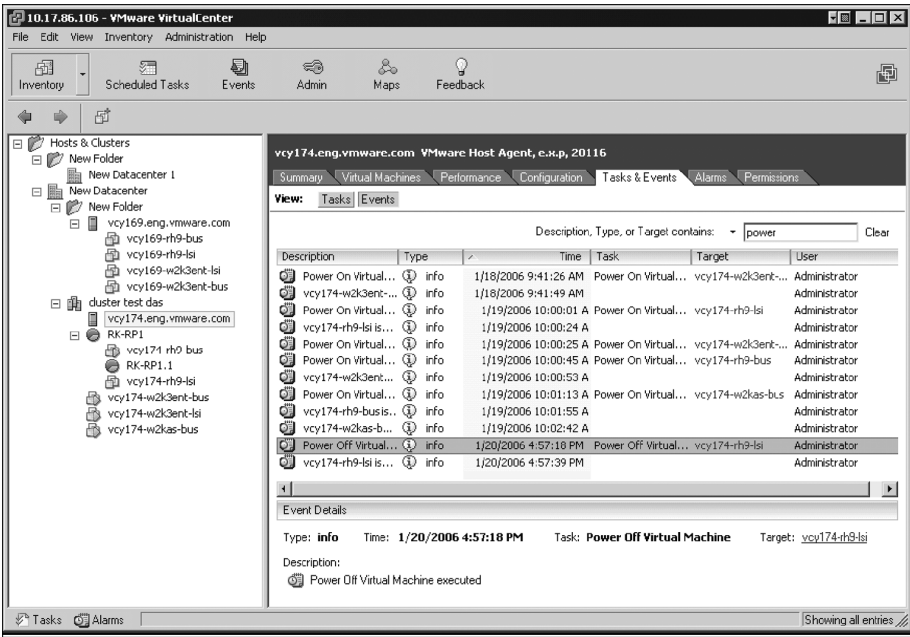 10.17.86.106 - VMware VirtualCenter
File Edit View Inventory Administration Help
Inventory Scheduled Tasks Events Admin Maps Feedback
Hosts & Clusters
New Folder
New Datacenter 1
New Datacenter
New Folder
vcy169.eng.vmware.com
vcy169-rh9-bus
vcy169-rh9-lsi
vcy169-w2k3ent-lsi
vcy169-w2k3ent-bus
cluster test das
vcy174.eng.vmware.com
RK-RP1
vcy174-rh9-bus
RK-RP1.1
vcy174-rh9-lsi
vcy174-w2k3ent-bus
vcy174-w2k3ent-lsi
vcy174-w2kas-bus
vcy174.eng.vmware.com VMware Host Agent, e.x.p, 20116
Summary Virtual Machines Performance Configuration Tasks & Events Alarms Permissions
View: Tasks Events
Description, Type, or Target contains: power Clear
Description Type Time Task Target User
Power On Virtual... info 1/18/2006 9:41:26 AM Power On Virtual... vcy174-w2k3ent-... Administrator
vcy174-w2k3ent-... info 1/18/2006 9:41:49 AM Administrator
Power On Virtual... info 1/19/2006 10:00:01 A Power On Virtual... vcy174-rh9-lsi Administrator
vcy174-rh9-lsi is... info 1/19/2006 10:00:24 A Administrator
Power On Virtual... info 1/19/2006 10:00:25 A Power On Virtual... vcy174-w2k3ent-... Administrator
Power On Virtual... info 1/19/2006 10:00:45 A Power On Virtual... vcy174-rh9-bus Administrator
vcy174-w2k3ent... info 1/19/2006 10:00:53 A Administrator
Power On Virtual... info 1/19/2006 10:01:13 A Power On Virtual... vcy174-w2kas-bus Administrator
vcy174-rh9-bus is.. info 1/19/2006 10:01:55 A Administrator
vcy174-w2kas-b... info 1/19/2006 10:02:42 A Administrator
Power Off Virtual... info 1/20/2006 4:57:18 PM Power Off Virtual... vcy174-rh9-lsi Administrator
vcy174-rh9-lsi is... info 1/20/2006 4:57:39 PM Administrator
Event Details
Type: info Time: 1/20/2006 4:57:18 PM Task: Power Off Virtual Machine Target: vcy174-rh9-lsi
Description:
Power Off Virtual Machine executed
Tasks Alarms Showing all entries